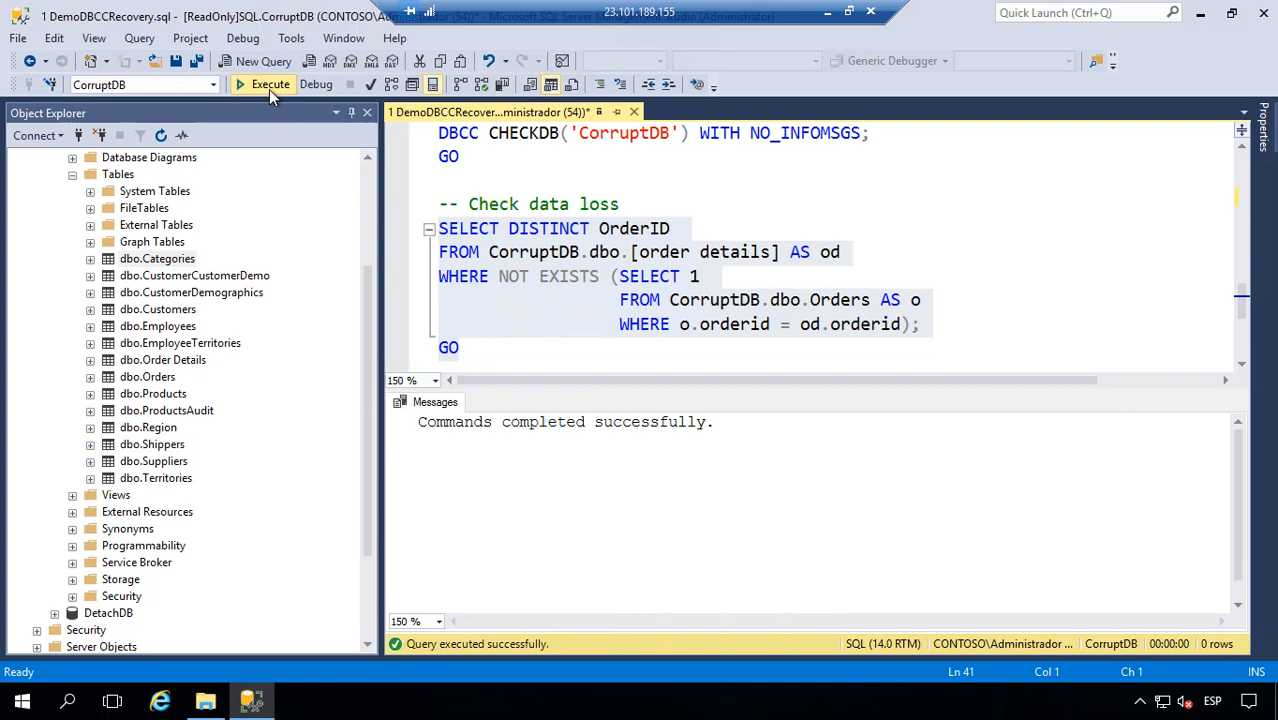 1 DemoDBCCRecovery.sql - [ReadOnly]SQL.CorruptDB (CONTOSO\Administrador (54))* - Microsoft SQL Server Management Studio (Administrator)
23.101.189.155
Quick Launch (Ctrl+Q)
File Edit View Query Project Debug Tools Window Help
New Query
Generic Debugger
CorruptDB
Execute Debug
Object Explorer
1 DemoDBCCRecover...ministrador (54))*
Connect
Properties
Database Diagrams
Tables
System Tables
FileTables
External Tables
Graph Tables
dbo.Categories
dbo.CustomerCustomerDemo
dbo.CustomerDemographics
dbo.Customers
dbo.Employees
dbo.EmployeeTerritories
dbo.Order Details
dbo.Orders
dbo.Products
dbo.ProductsAudit
dbo.Region
dbo.Shippers
dbo.Suppliers
dbo.Territories
Views
External Resources
Synonyms
Programmability
Service Broker
Storage
Security
DetachDB
Security
Server Objects
DBCC CHECKDB('CorruptDB') WITH NO_INFOMSGS;
GO
-- Check data loss
SELECT DISTINCT OrderID
FROM CorruptDB.dbo.[order details] AS od
WHERE NOT EXISTS (SELECT 1
FROM CorruptDB.dbo.Orders AS o
WHERE o.orderid = od.orderid);
GO
150 %
Messages
Commands completed successfully.
150 %
Query executed successfully.
SQL (14.0 RTM) CONTOSO\Administrador ... CorruptDB 00:00:00 0 rows
Ready
Ln 41 Col 1 Ch 1 INS
ESP